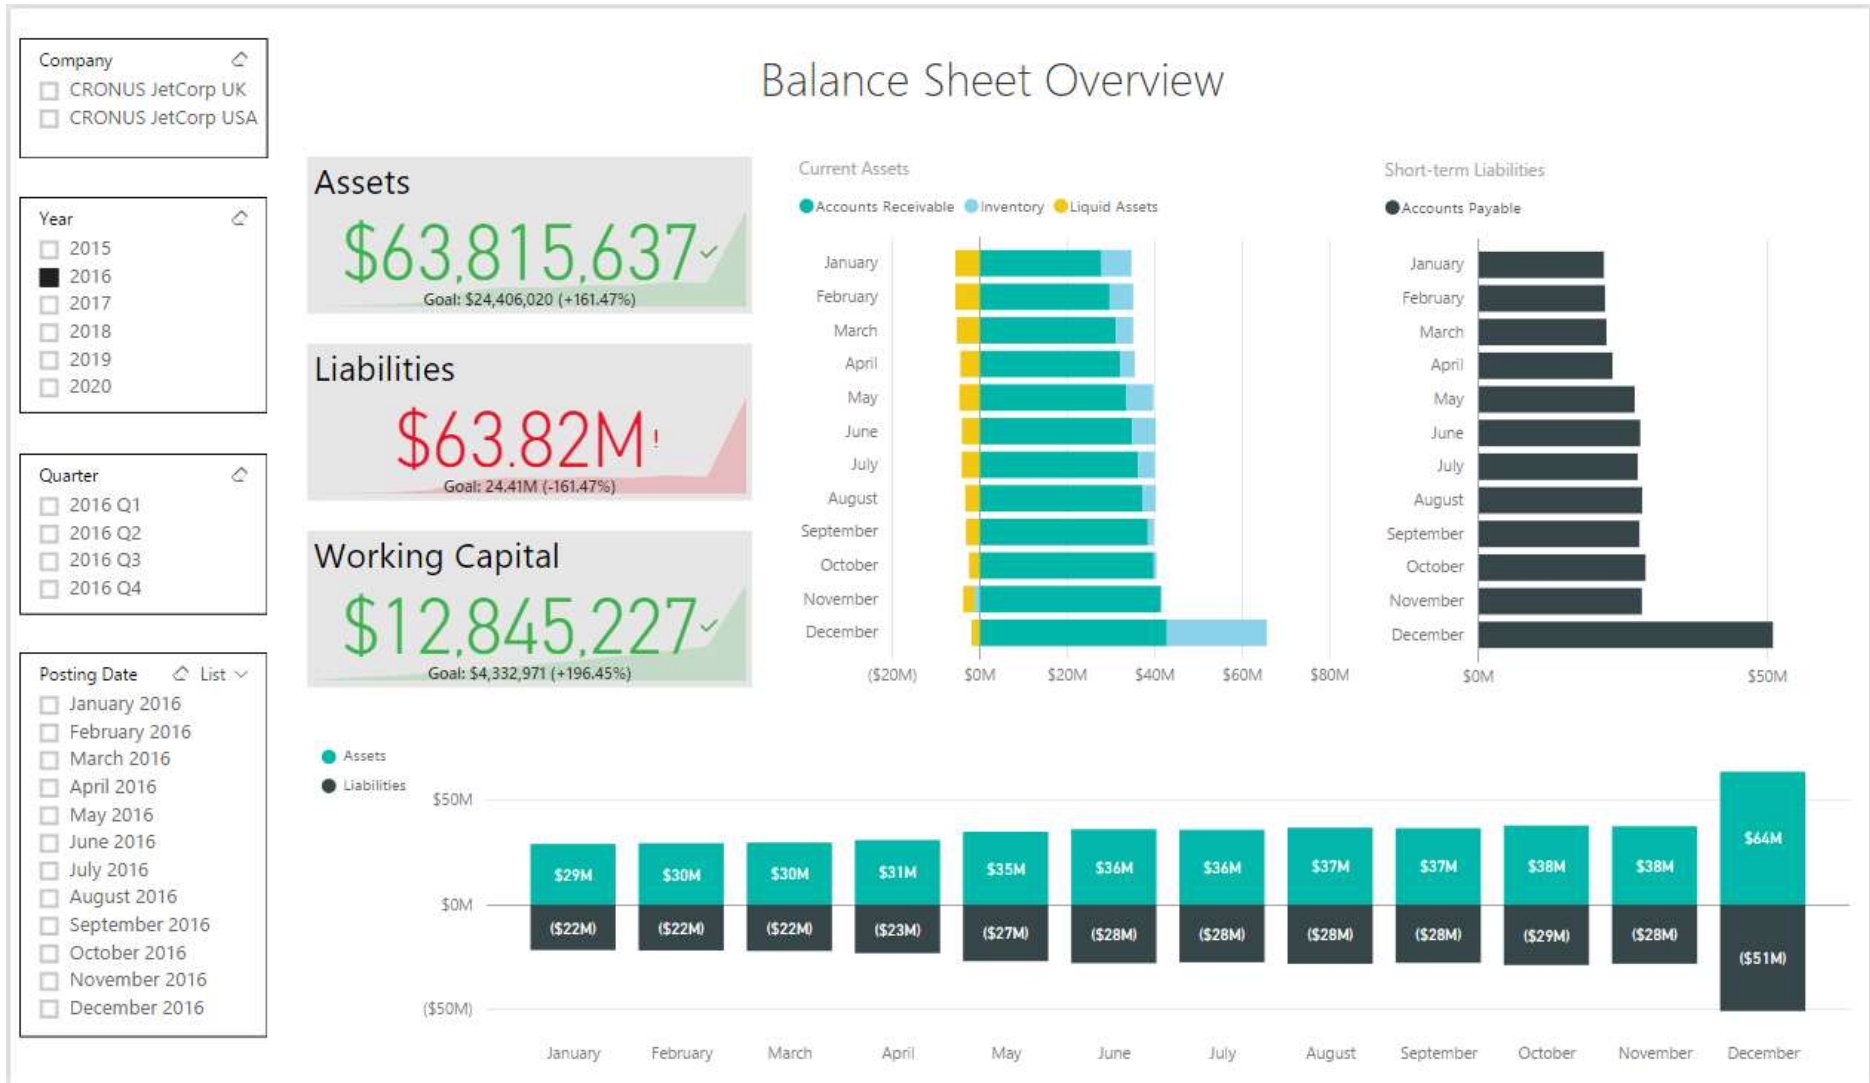 Balance Sheet Overview
Company
CRONUS JetCorp UK
CRONUS JetCorp USA
Year
2015
2016
2017
2018
2019
2020
Quarter
2016 Q1
2016 Q2
2016 Q3
2016 Q4
Posting Date List
January 2016
February 2016
March 2016
April 2016
May 2016
June 2016
July 2016
August 2016
September 2016
October 2016
November 2016
December 2016
Assets
$63,815,637
Goal: $24,406,020 (+161.47%)
Liabilities
$63.82M!
Goal: 24.41M (-161.47%)
Working Capital
$12,845,227
Goal: $4,332,971 (+196.45%)
Current Assets
Accounts Receivable Inventory Liquid Assets
January
February
March
April
May
June
July
August
September
October
November
December
($20M) $0M $20M $40M $60M $80M
Short-term Liabilities
Accounts Payable
January
February
March
April
May
June
July
August
September
October
November
December
$0M $50M
Assets
Liabilities
$50M
$0M
($50M)
$29M $30M $30M $31M $35M $36M $36M $37M $37M $38M $38M $64M
($22M) ($22M) ($22M) ($23M) ($27M) ($28M) ($28M) ($28M) ($28M) ($29M) ($28M) ($51M)
January February March April May June July August September October November December